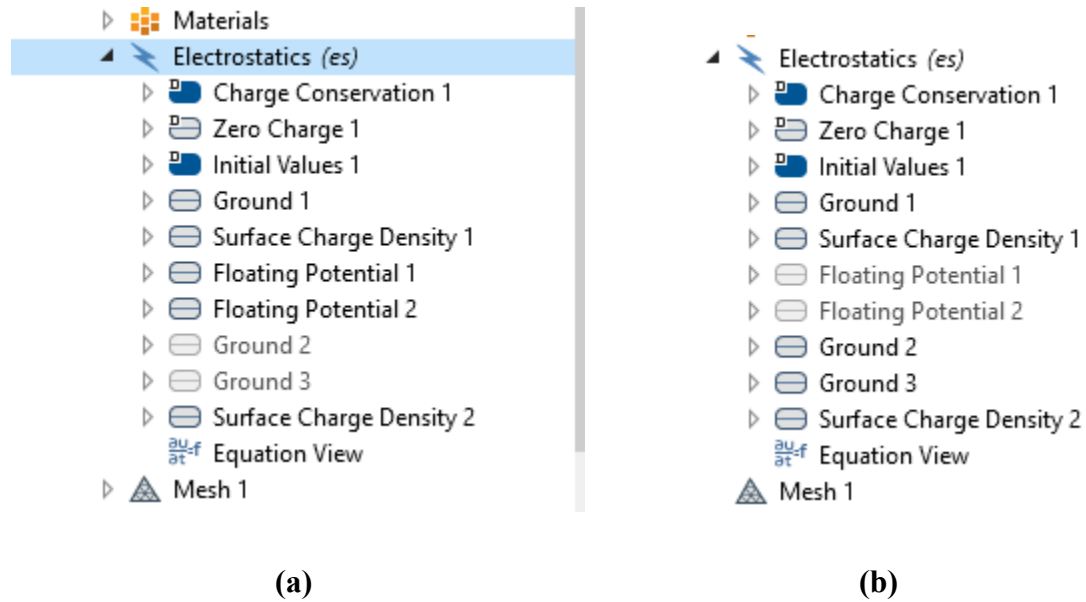 Materials
Electrostatics (es)
D Charge Conservation 1
D Zero Charge 1
D Initial Values 1
Ground 1
Surface Charge Density 1
Floating Potential 1
Floating Potential 2
Ground 2
Ground 3
Surface Charge Density 2
∂u/∂t=f Equation View
Mesh 1
(a)
Electrostatics (es)
D Charge Conservation 1
D Zero Charge 1
D Initial Values 1
Ground 1
Surface Charge Density 1
Floating Potential 1
Floating Potential 2
Ground 2
Ground 3
Surface Charge Density 2
∂u/∂t=f Equation View
Mesh 1
(b)